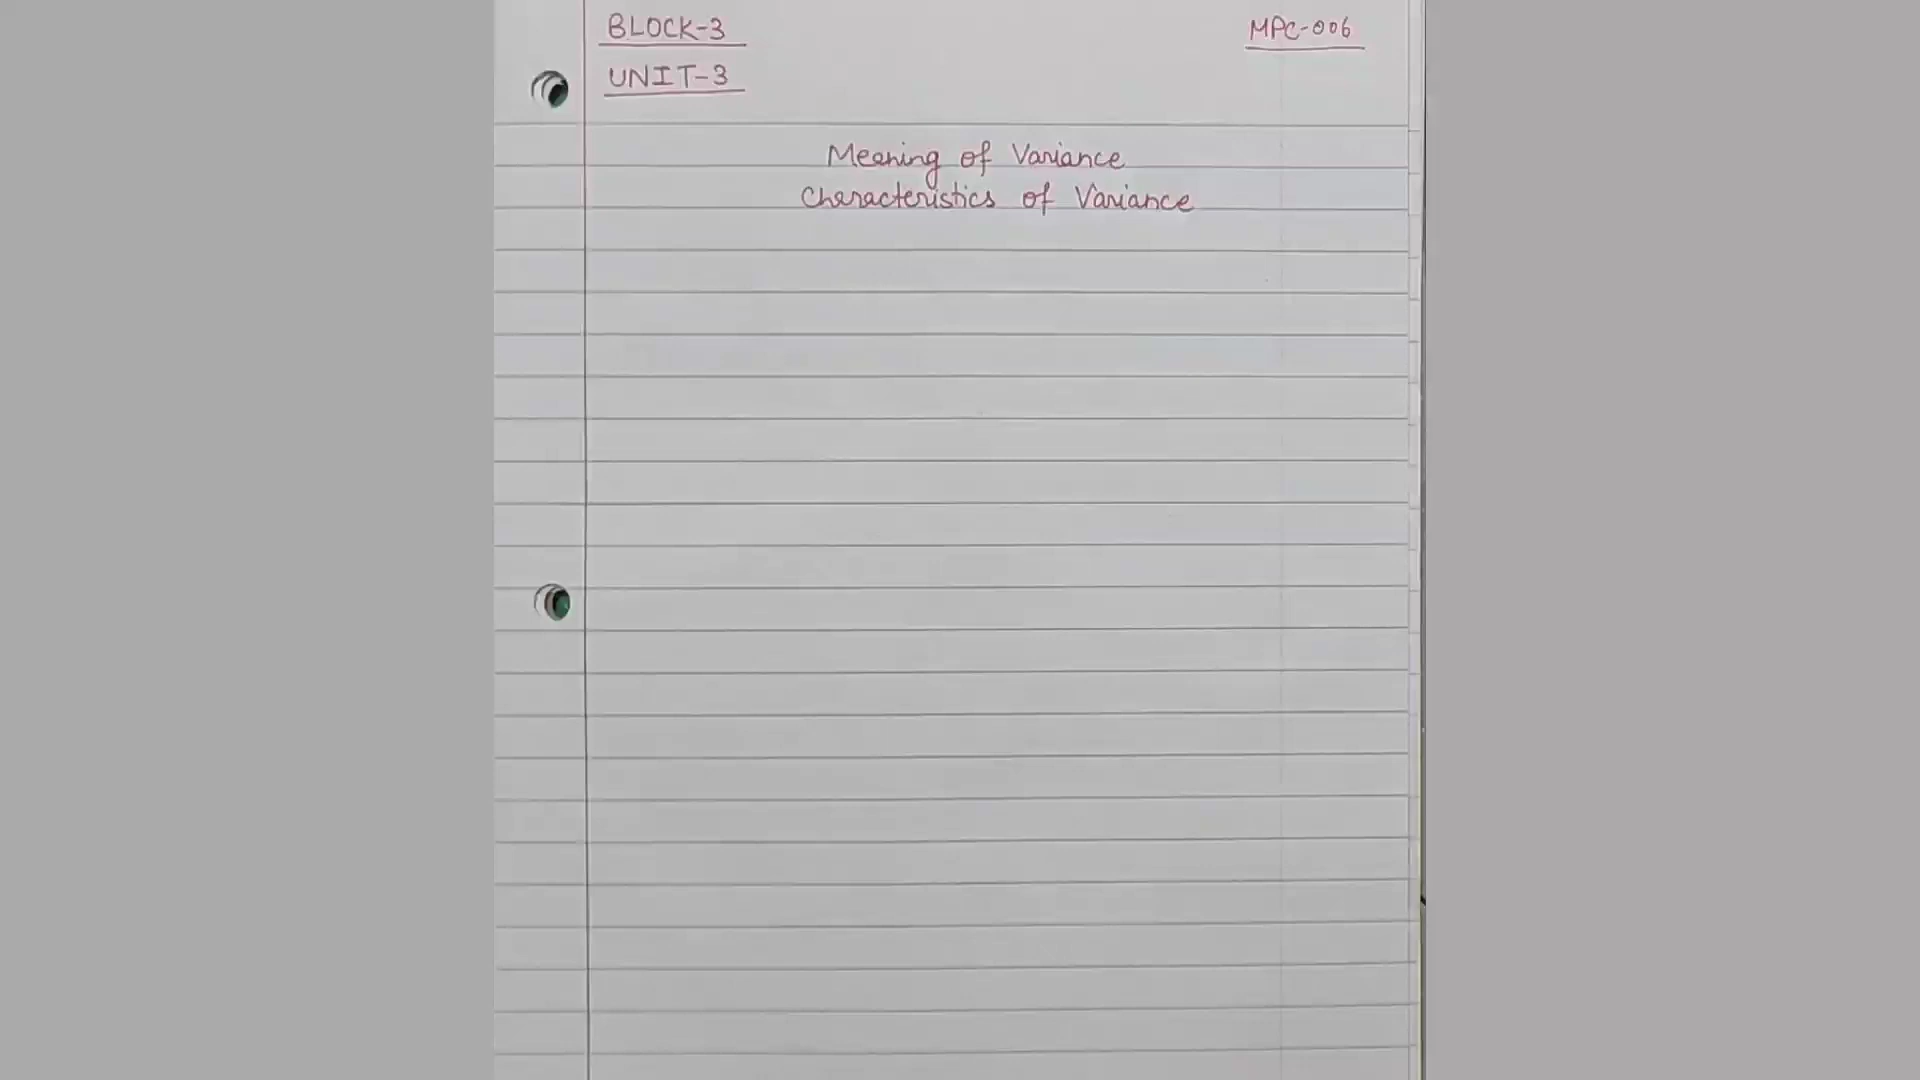 BLOCK-3
MPC-006
UNIT-3
Meaning of Variance
Characteristics of Variance